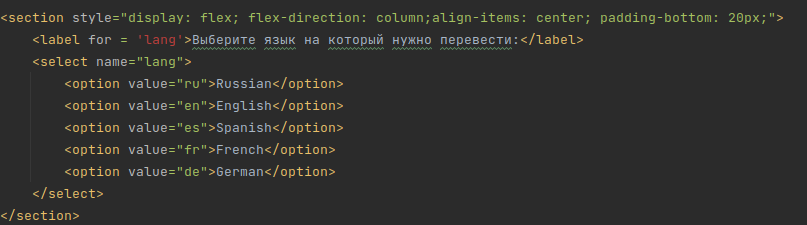 <section style="display: flex; flex-direction: column;align-items: center; padding-bottom: 20px;">
<label for = 'lang'>Выберите язык на который нужно перевести:</label>
<select name="lang">
<option value="ru">Russian</option>
<option value="en">English</option>
<option value="es">Spanish</option>
<option value="fr">French</option>
<option value="de">German</option>
</select>
</section>